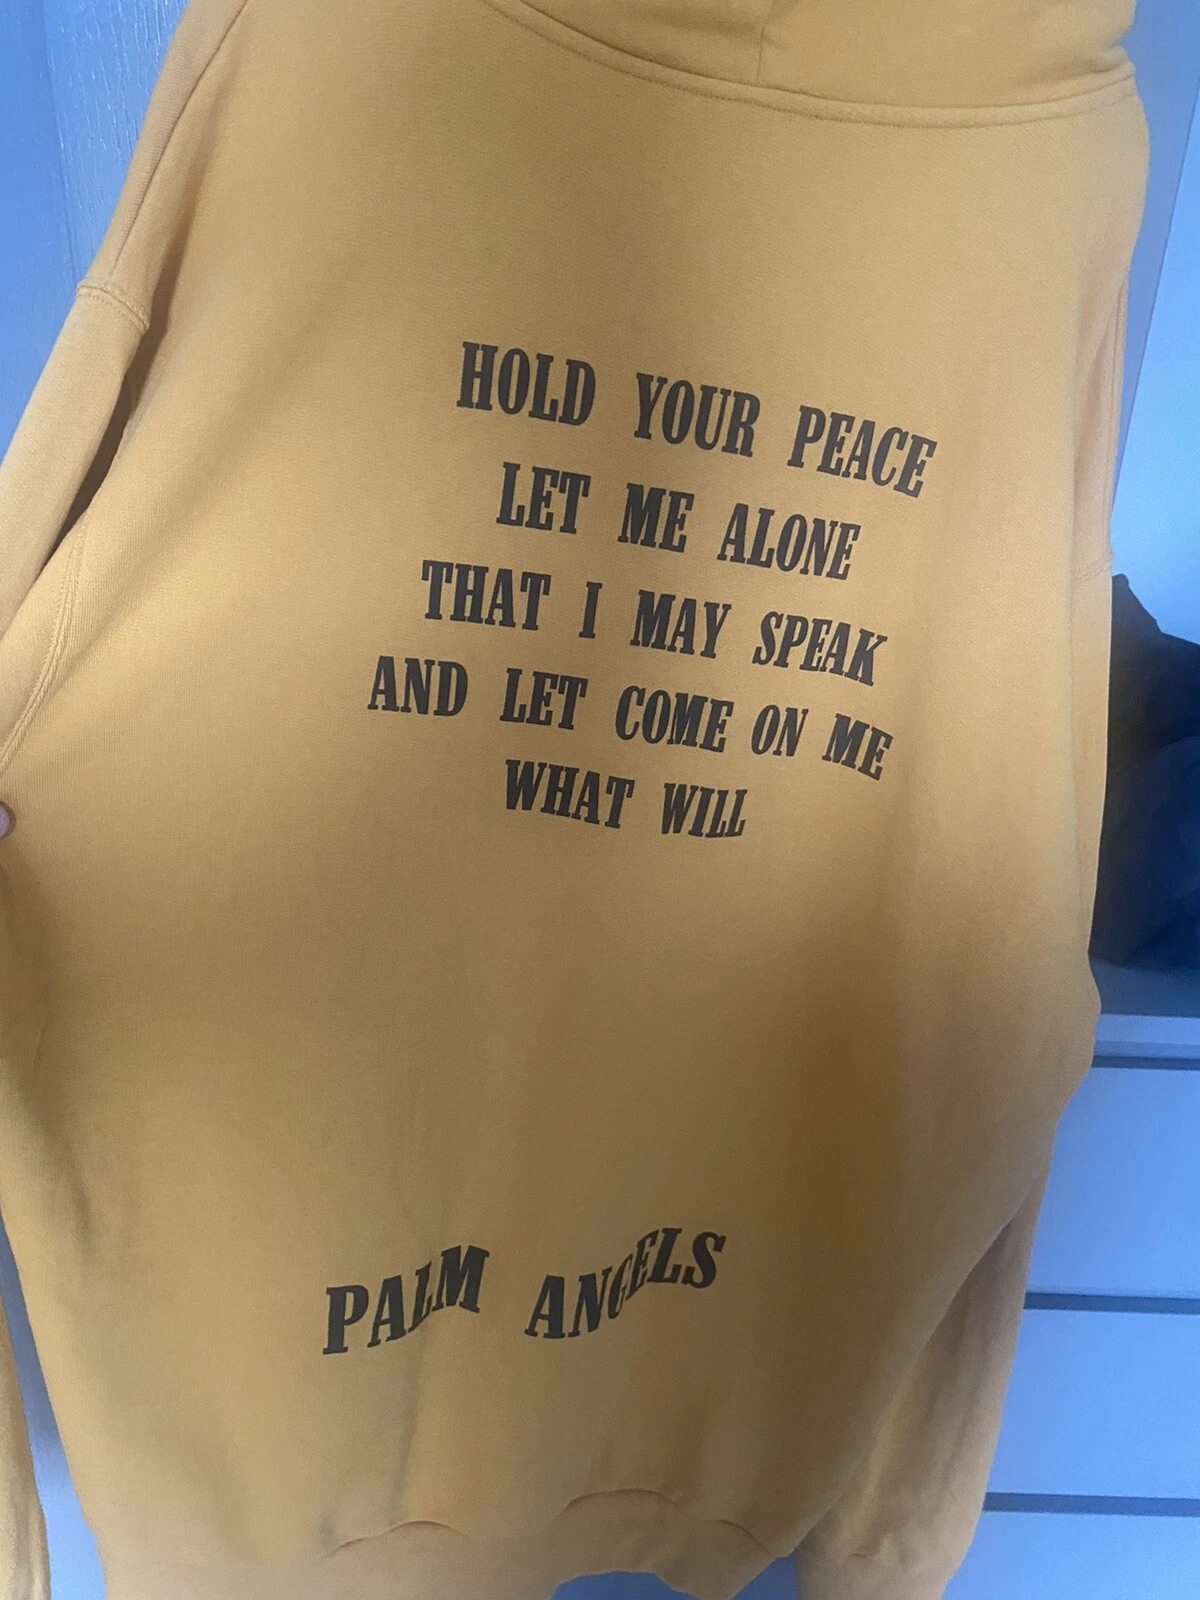 HOLD YOUR PEACE
LET ME ALONE
THAT I MAY SPEAK
AND LET COME ON ME
WHAT WILL
PALM ANGELS